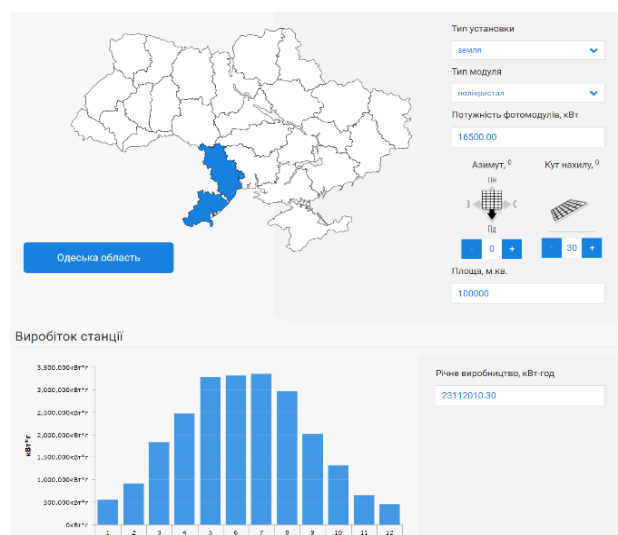 Тип установки
земля
Тип модуля
полікристал
Потужність фотомодулів, кВт
16500.00
Азимут, 0
Кут нахилу, 0
Пн
З С
Пд
- 0 +
- 30 +
Одеська область
Площа, м.кв.
100000
Виробіток станції
Річне виробництво, кВт-год
23112010.30
кВт*г
3,500,000кВт*г
3,000,000кВт*г
2,500,000кВт*г
2,000,000кВт*г
1,500,000кВт*г
1,000,000кВт*г
500,000кВт*г
0кВт*г
1 2 3 4 5 6 7 8 9 10 11 12